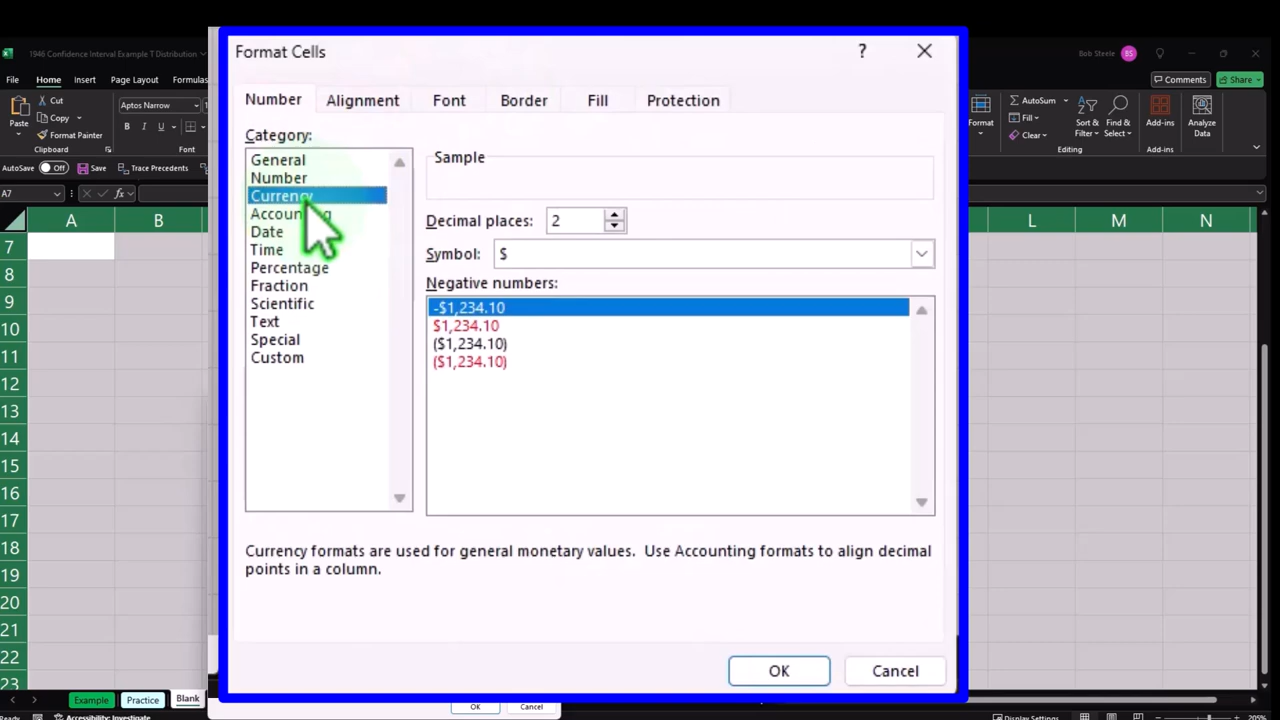 1946 Confidence Interval Example T Distribution
Bob Steele
BS
File
Home
Insert
Page Layout
Formulas
Comments
Share
Paste
Cut
Copy
Format Painter
Clipboard
Aptos Narrow
B
I
U
Font
Format
AutoSum
Fill
Clear
Sort &
Filter
Find &
Select
Editing
Add-ins
Add-ins
Analyze
Data
AutoSave
Off
Save
Trace Precedents
A7
fx
A
B
L
M
N
7
8
9
10
11
12
13
14
15
16
17
18
19
20
21
22
23
Format Cells
?
Number
Alignment
Font
Border
Fill
Protection
Category:
General
Number
Currency
Accounting
Date
Time
Percentage
Fraction
Scientific
Text
Special
Custom
Sample
Decimal places:
2
Symbol:
$
Negative numbers:
-$1,234.10
$1,234.10
($1,234.10)
($1,234.10)
Currency formats are used for general monetary values. Use Accounting formats to align decimal
points in a column.
OK
Cancel
OK
Cancel
Example
Practice
Blank
Accessibility: Investigate
Display Settings
205%